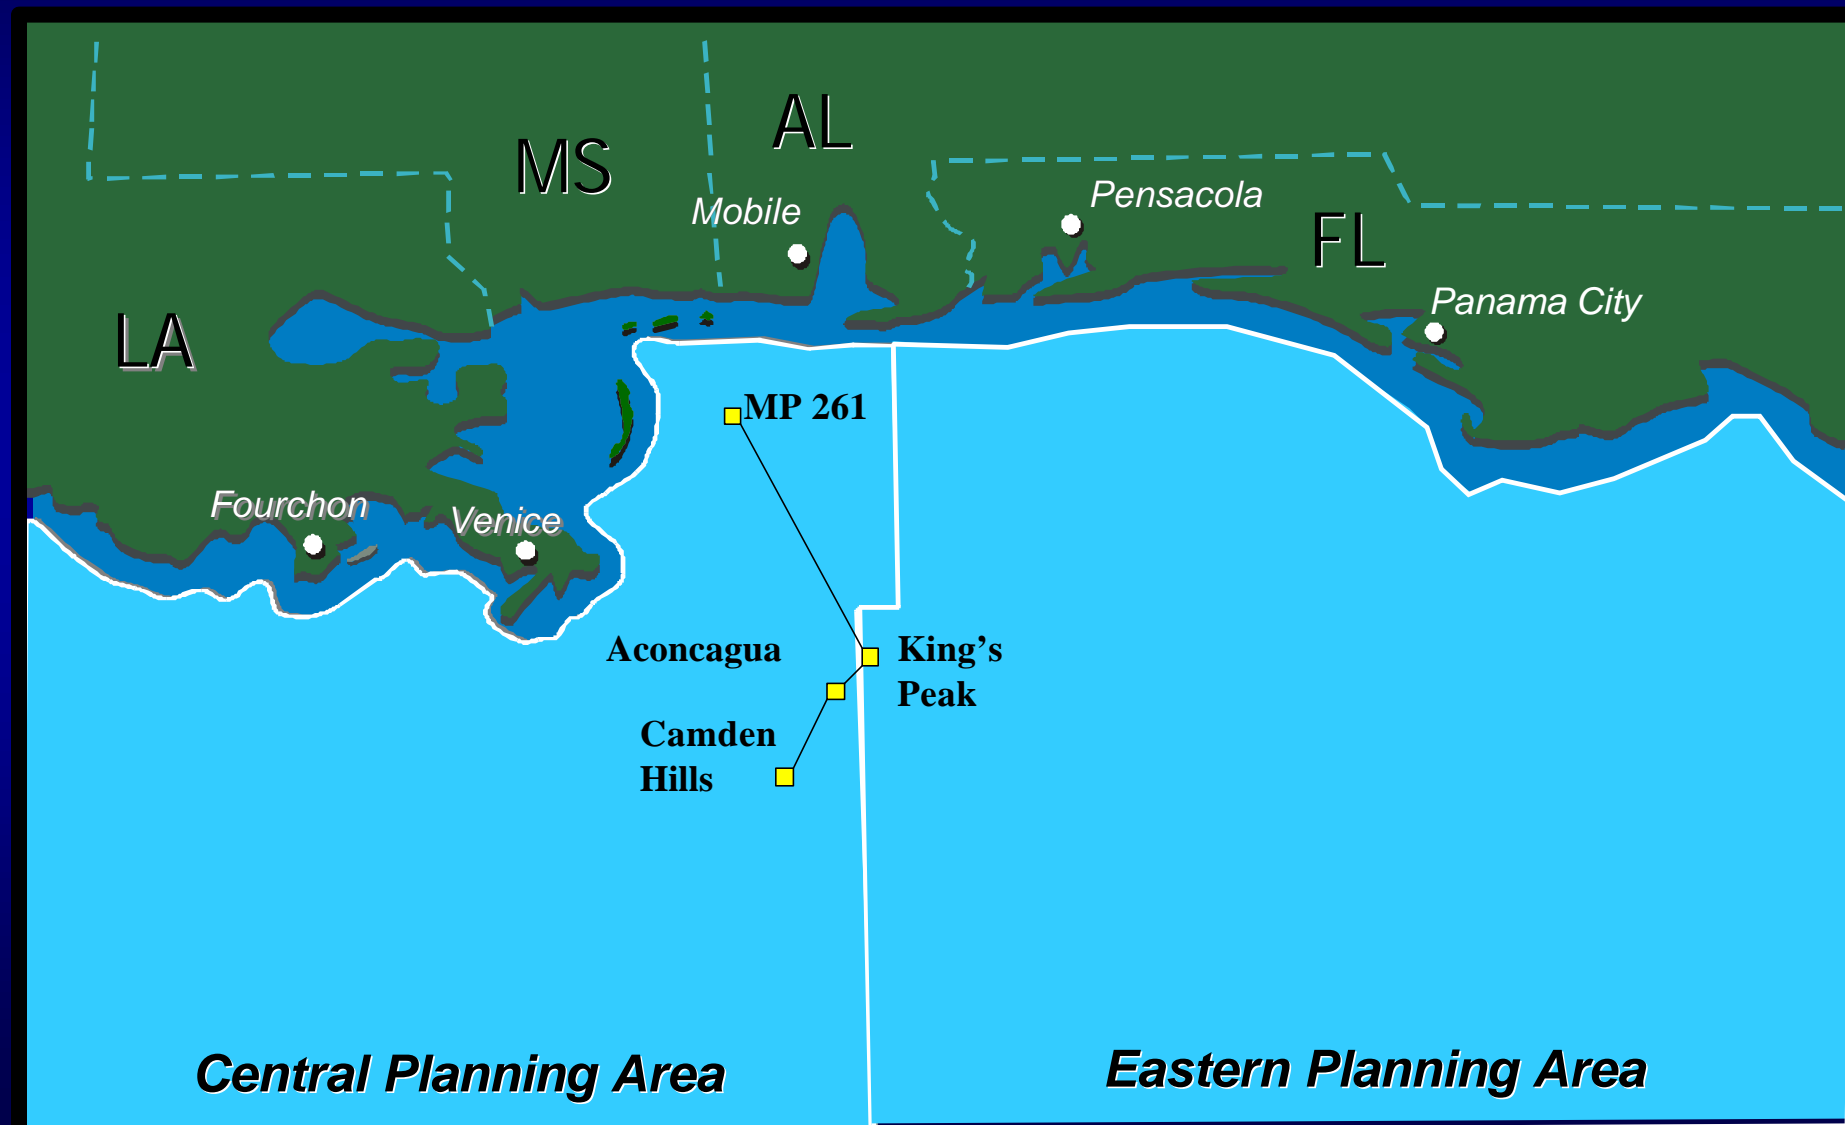 AL
MS
Pensacola
Mobile
FL
Panama City
LA
MP 261
Fourchon
Venice
Aconcagua
King’s
Peak
Camden
Hills
Central Planning Area
Eastern Planning Area